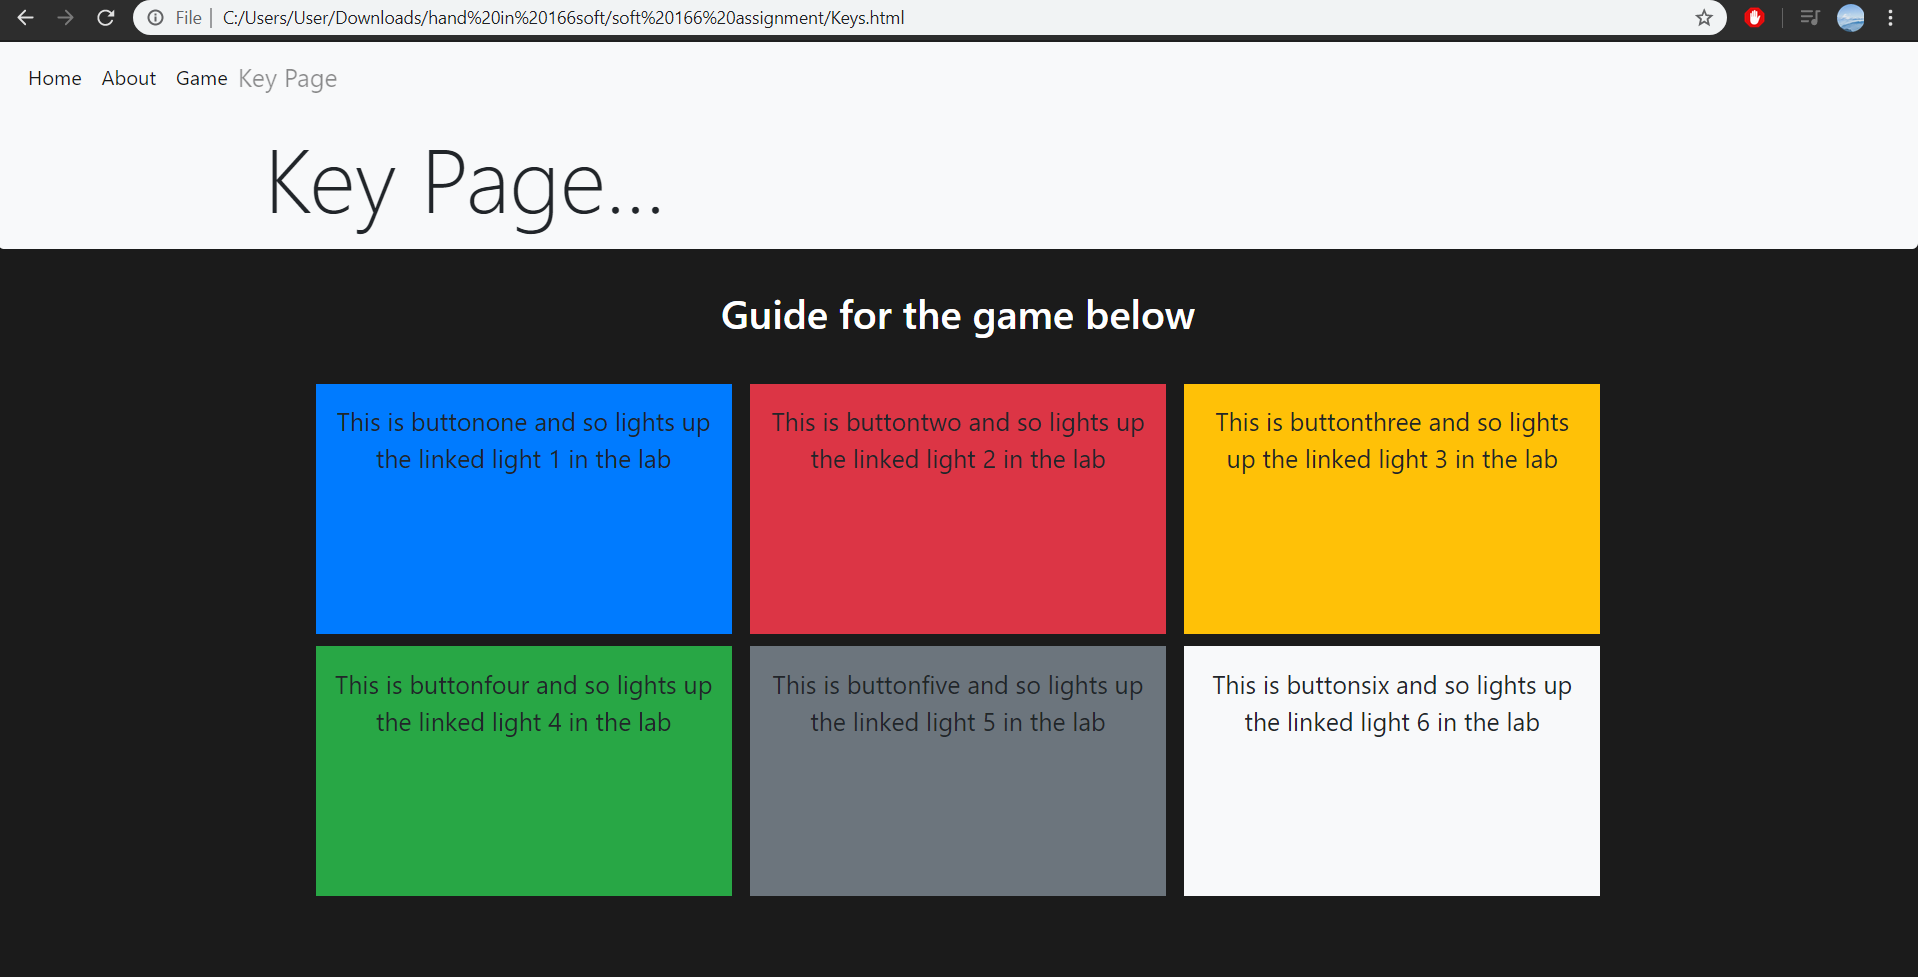 File | C:/Users/User/Downloads/hand%20in%20166soft/soft%20166%20assignment/Keys.html
Home About Game Key Page
Key Page...
Guide for the game below
This is buttonone and so lights up
the linked light 1 in the lab
This is buttontwo and so lights up
the linked light 2 in the lab
This is buttonthree and so lights
up the linked light 3 in the lab
This is buttonfour and so lights up
the linked light 4 in the lab
This is buttonfive and so lights up
the linked light 5 in the lab
This is buttonsix and so lights up
the linked light 6 in the lab